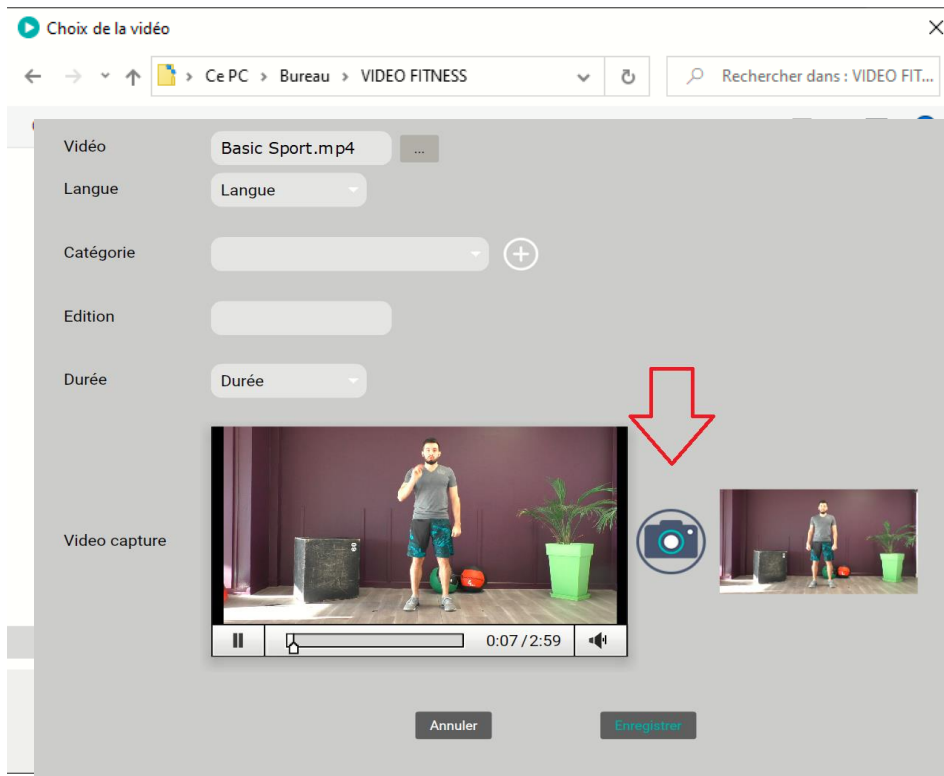 Choix de la vidéo
Ce PC > Bureau > VIDEO FITNESS
Rechercher dans : VIDEO FIT...
Vidéo
Basic Sport.mp4
...
Langue
Langue
Catégorie
Edition
Durée
Durée
Video capture
0:07/2:59
Annuler
Enregistrer